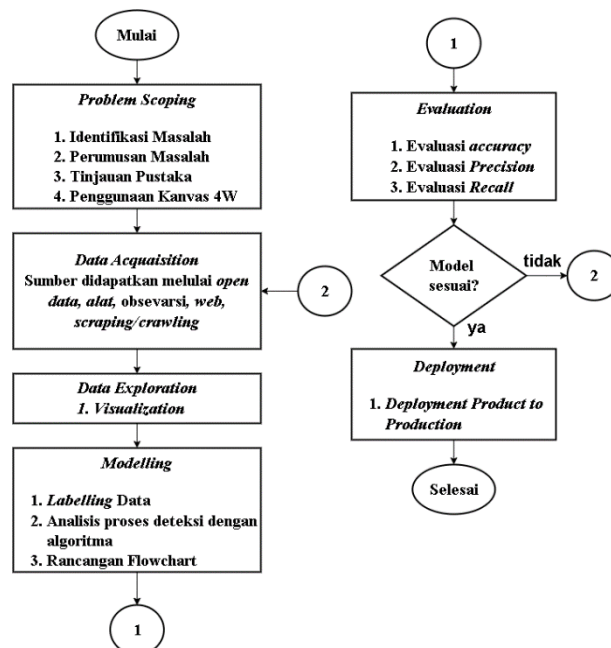 Mulai
Problem Scoping
1. Identifikasi Masalah
2. Perumusan Masalah
3. Tinjauan Pustaka
4. Penggunaan Kanvas 4W
Data Acquaisition
Sumber didapatkan melulai open
data, alat, obsevarsi, web,
scraping/crawling
2
Data Exploration
1. Visualization
Modelling
1. Labelling Data
2. Analisis proses deteksi dengan
algoritma
3. Rancangan Flowchart
1
1
Evaluation
1. Evaluasi accuracy
2. Evaluasi Precision
3. Evaluasi Recall
Model
sesuai?
tidak
2
ya
Deployment
1. Deployment Product to
Production
Selesai